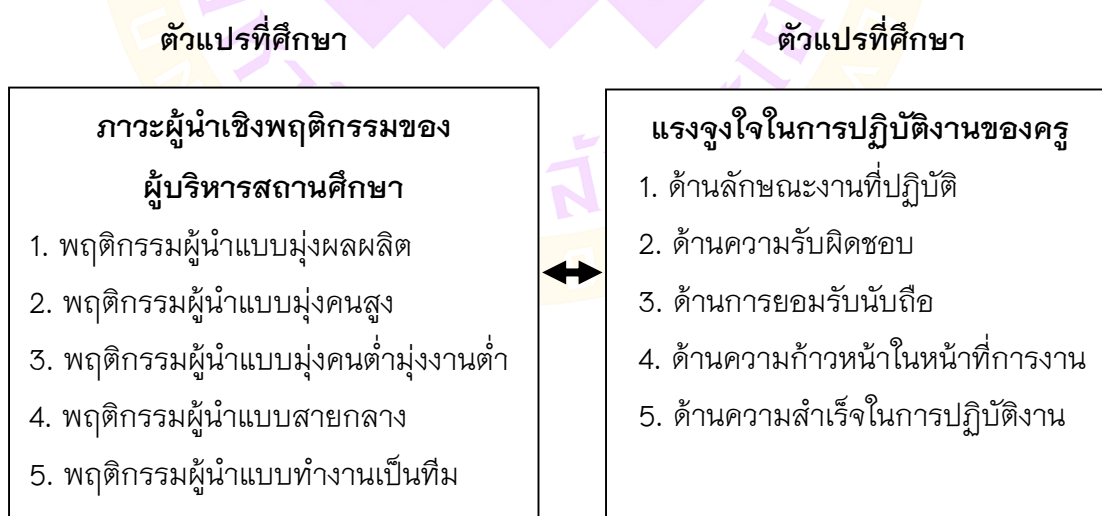 ตัวแปรที่ศึกษา
ภาวะผู้นำเชิงพฤติกรรมของ
ผู้บริหารสถานศึกษา
1. พฤติกรรมผู้นำแบบมุ่งผลผลิต
2. พฤติกรรมผู้นำแบบมุ่งคนสูง
3. พฤติกรรมผู้นำแบบมุ่งคนต่ำมุ่งงานต่ำ
4. พฤติกรรมผู้นำแบบสายกลาง
5. พฤติกรรมผู้นำแบบทำงานเป็นทีม
ตัวแปรที่ศึกษา
แรงจูงใจในการปฏิบัติงานของครู
1. ด้านลักษณะงานที่ปฏิบัติ
2. ด้านความรับผิดชอบ
3. ด้านการยอมรับนับถือ
4. ด้านความก้าวหน้าในหน้าที่การงาน
5. ด้านความสำเร็จในการปฏิบัติงาน